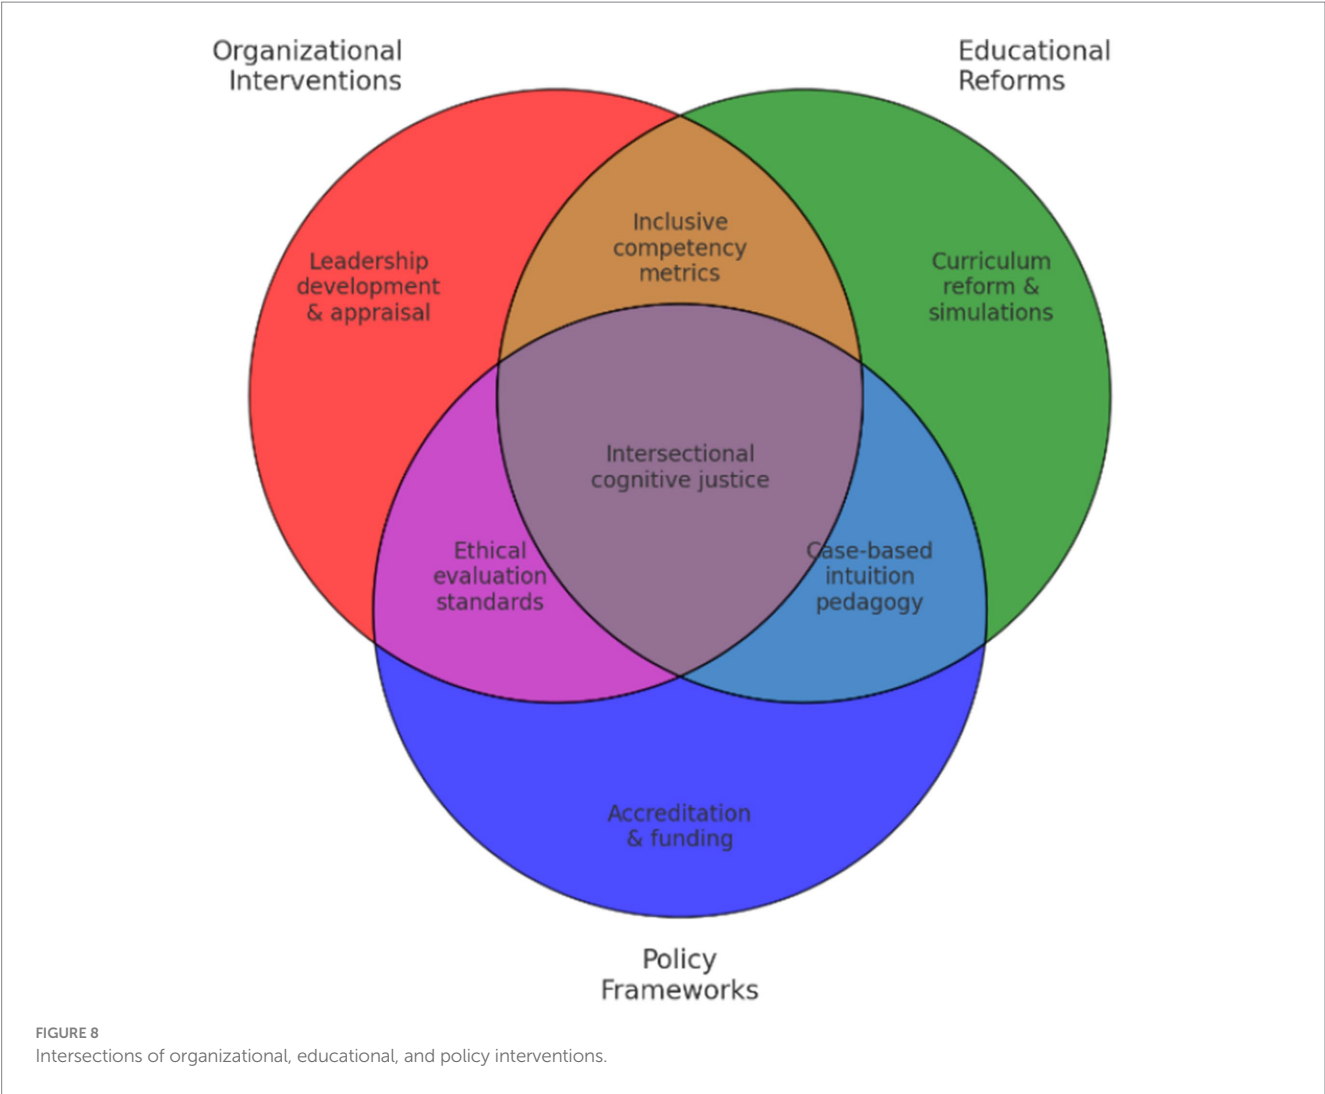 Organizational
Interventions
Educational
Reforms
Inclusive
competency
metrics
Leadership
development
& appraisal
Curriculum
reform &
simulations
Intersectional
cognitive justice
Ethical
evaluation
standards
Case-based
intuition
pedagogy
Accreditation
& funding
Policy
Frameworks
FIGURE 8
Intersections of organizational, educational, and policy interventions.